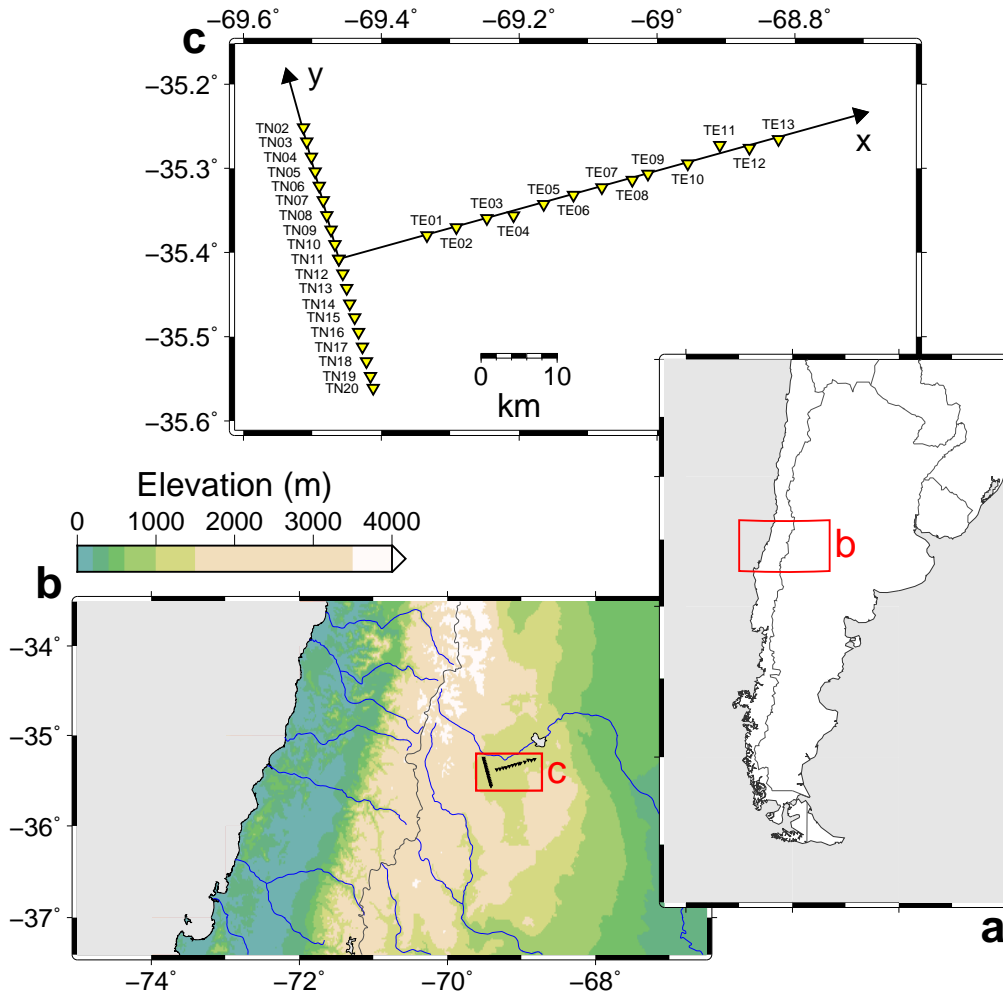 −69.6˚ −69.4˚ −69.2˚ −69˚ −68.8˚
c
−35.2˚
−35.3˚
−35.4˚
−35.5˚
−35.6˚
y
x
TN02
TN03
TN04
TN05
TN06
TN07
TN08
TN09
TN10
TN11
TN12
TN13
TN14
TN15
TN16
TN17
TN18
TN19
TN20
TE01
TE02
TE03
TE04
TE05
TE06
TE07
TE08
TE09
TE10
TE11
TE12
TE13
0 10
km
Elevation (m)
0 1000 2000 3000 4000
b
−34˚
−35˚
−36˚
−37˚
c
−74˚ −72˚ −70˚ −68˚
b
a